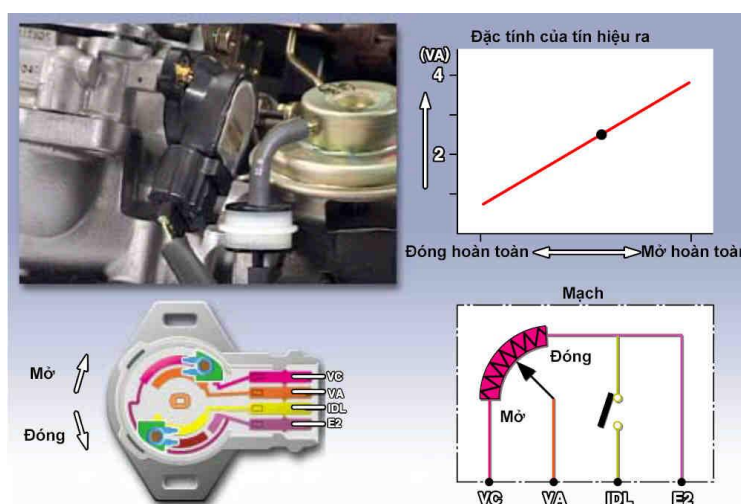 Đặc tính của tín hiệu ra
(VA)
4
2
Đóng hoàn toàn
Mở hoàn toàn
Mở
Đóng
VC
VA
IDL
E2
Mạch
Đóng
Mở
VC
VA
IDL
E2